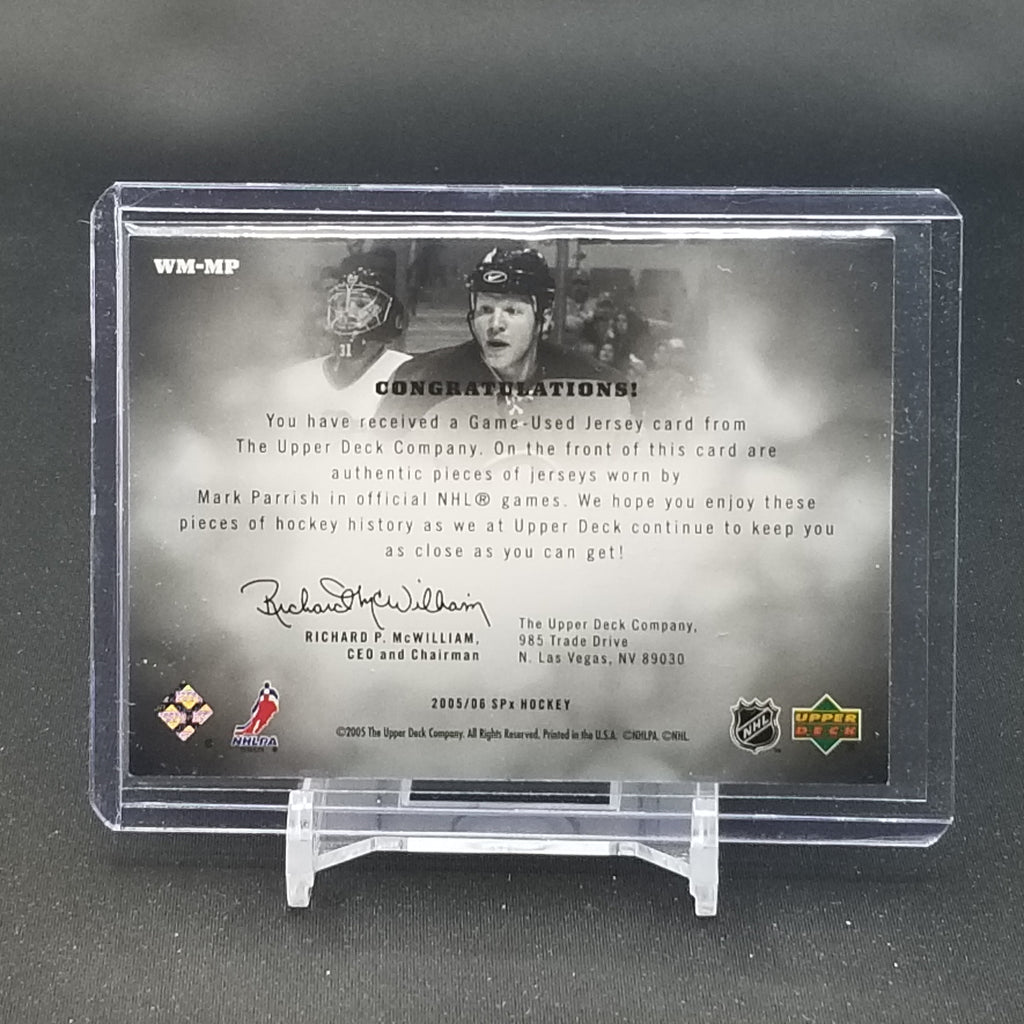 WM-MP
31
CONGRATULATIONS!
You have received a Game-Used Jersey card from
The Upper Deck Company. On the front of this card are
authentic pieces of jerseys worn by
Mark Parrish in official NHL® games. We hope you enjoy these
pieces of hockey history as we at Upper Deck continue to keep you
as close as you can get!
Richard McWilliam
RICHARD P. McWILLIAM,
CEO and Chairman
The Upper Deck Company,
985 Trade Drive
N. Las Vegas, NV 89030
2005/06 SPx HOCKEY
©2005 The Upper Deck Company. All Rights Reserved. Printed in the U.S.A. ©NHLPA. ©NHL.
NHLPA
NHL
UPPER
DECK